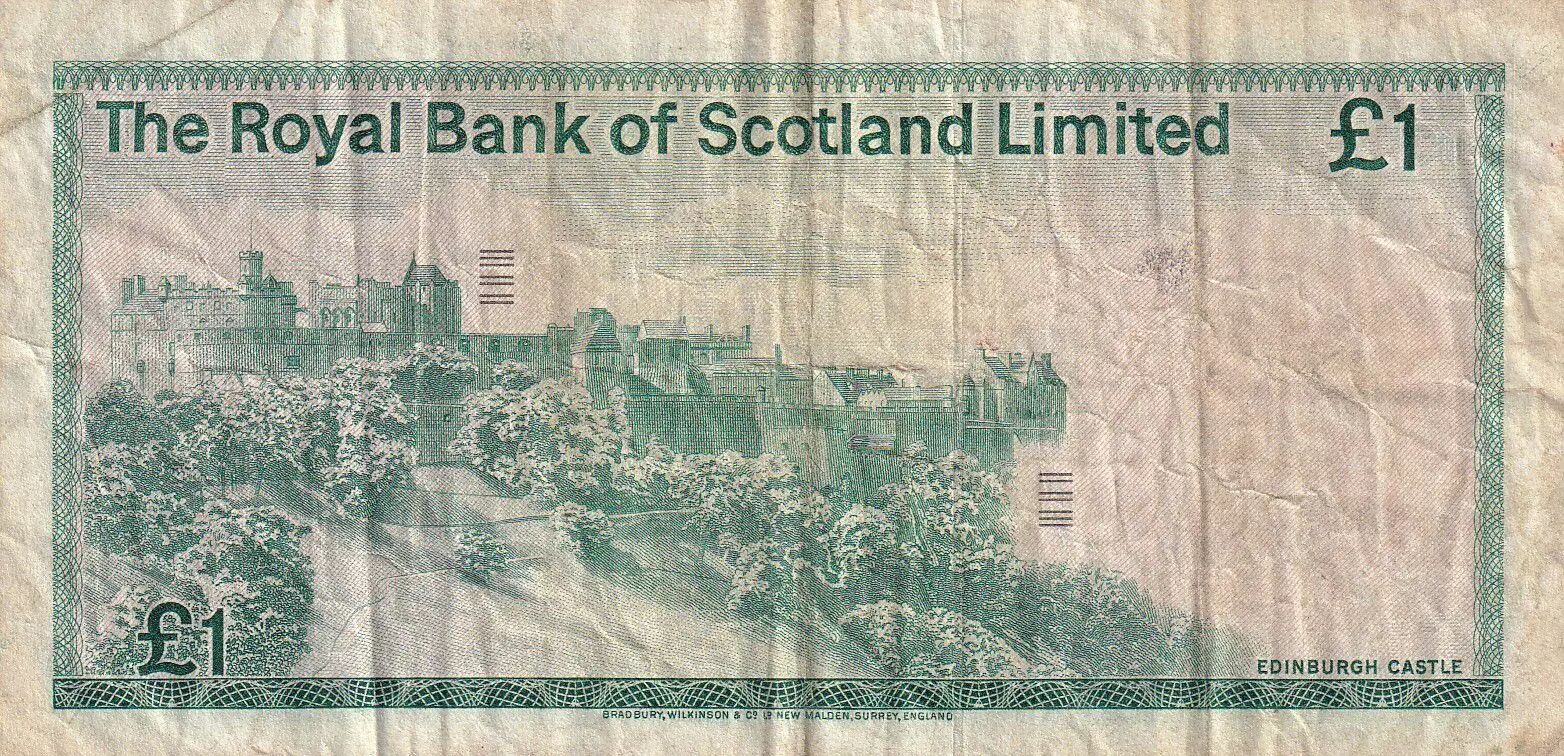 The Royal Bank of Scotland Limited £1
£1
EDINBURGH CASTLE
BRADBURY, WILKINSON & Cº Lᴰ NEW MALDEN, SURREY, ENGLAND